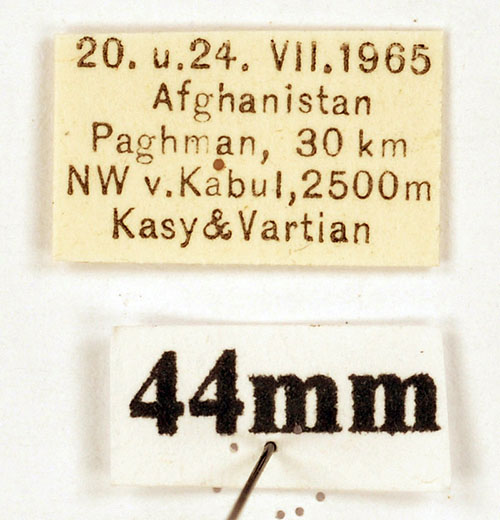 20. u.24. VII.1965
Afghanistan
Paghman, 30 km
NW v.Kabul,2500m
Kasy&Vartian
44mm